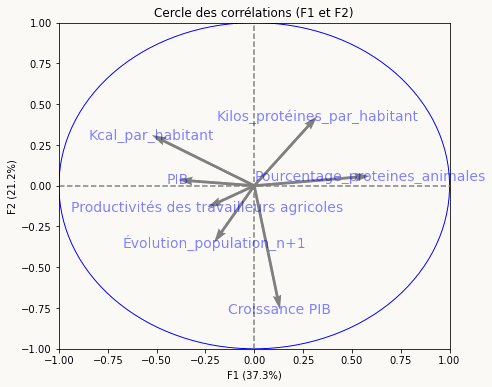 Cercle des corrélations (F1 et F2)
1.00
0.75
0.50
0.25
0.00
−0.25
−0.50
−0.75
−1.00
F2 (21.2%)
Kilos_protéines_par_habitant
Kcal_par_habitant
PIB
Pourcentage_proteines_animales
Productivités des travailleurs agricoles
Évolution_population_n+1
Croissance PIB
−1.00 −0.75 −0.50 −0.25 0.00 0.25 0.50 0.75 1.00
F1 (37.3%)